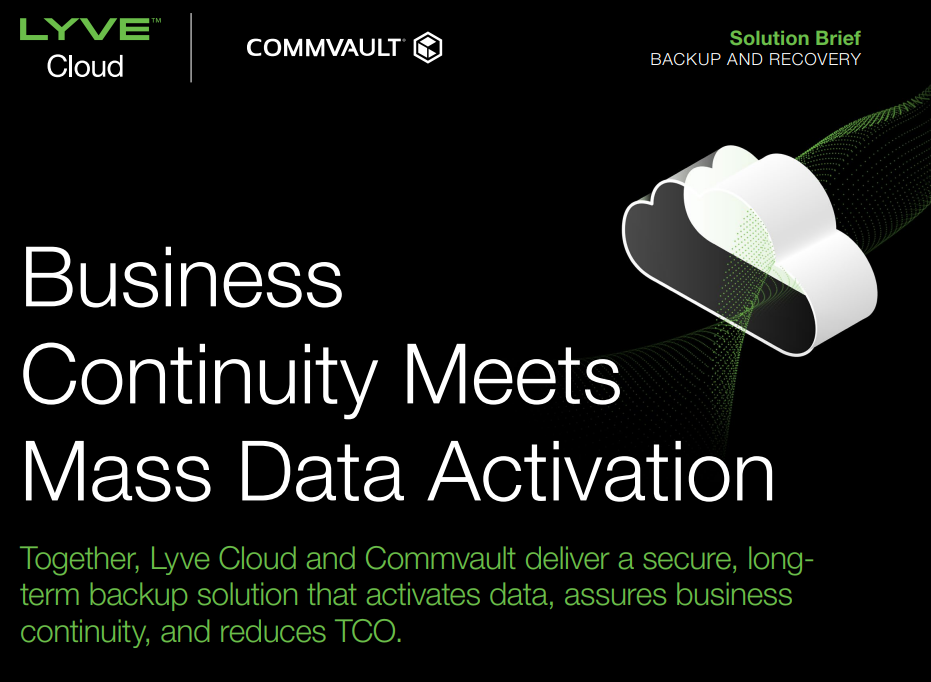 LYVE™
Cloud
COMMVAULT
Solution Brief
BACKUP AND RECOVERY
Business
Continuity Meets
Mass Data Activation
Together, Lyve Cloud and Commvault deliver a secure, long-
term backup solution that activates data, assures business
continuity, and reduces TCO.